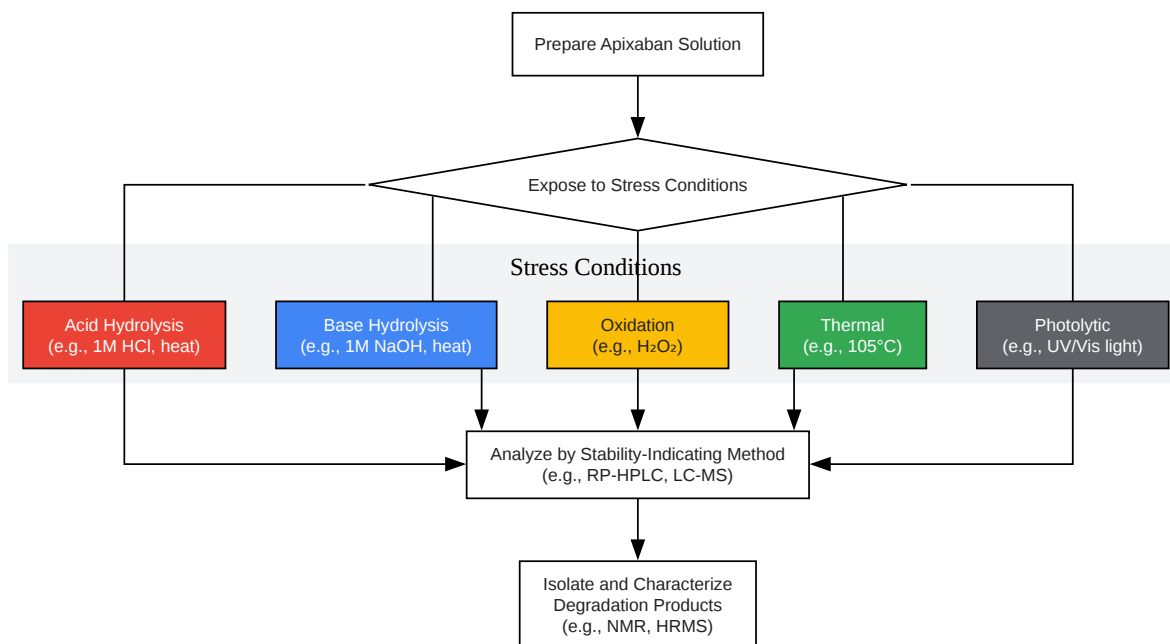 Prepare Apixaban Solution
Expose to Stress Conditions
Stress Conditions
Acid Hydrolysis
(e.g., 1M HCl, heat)
Base Hydrolysis
(e.g., 1M NaOH, heat)
Oxidation
(e.g., H₂O₂)
Thermal
(e.g., 105°C)
Photolytic
(e.g., UV/Vis light)
Analyze by Stability-Indicating Method
(e.g., RP-HPLC, LC-MS)
Isolate and Characterize
Degradation Products
(e.g., NMR, HRMS)